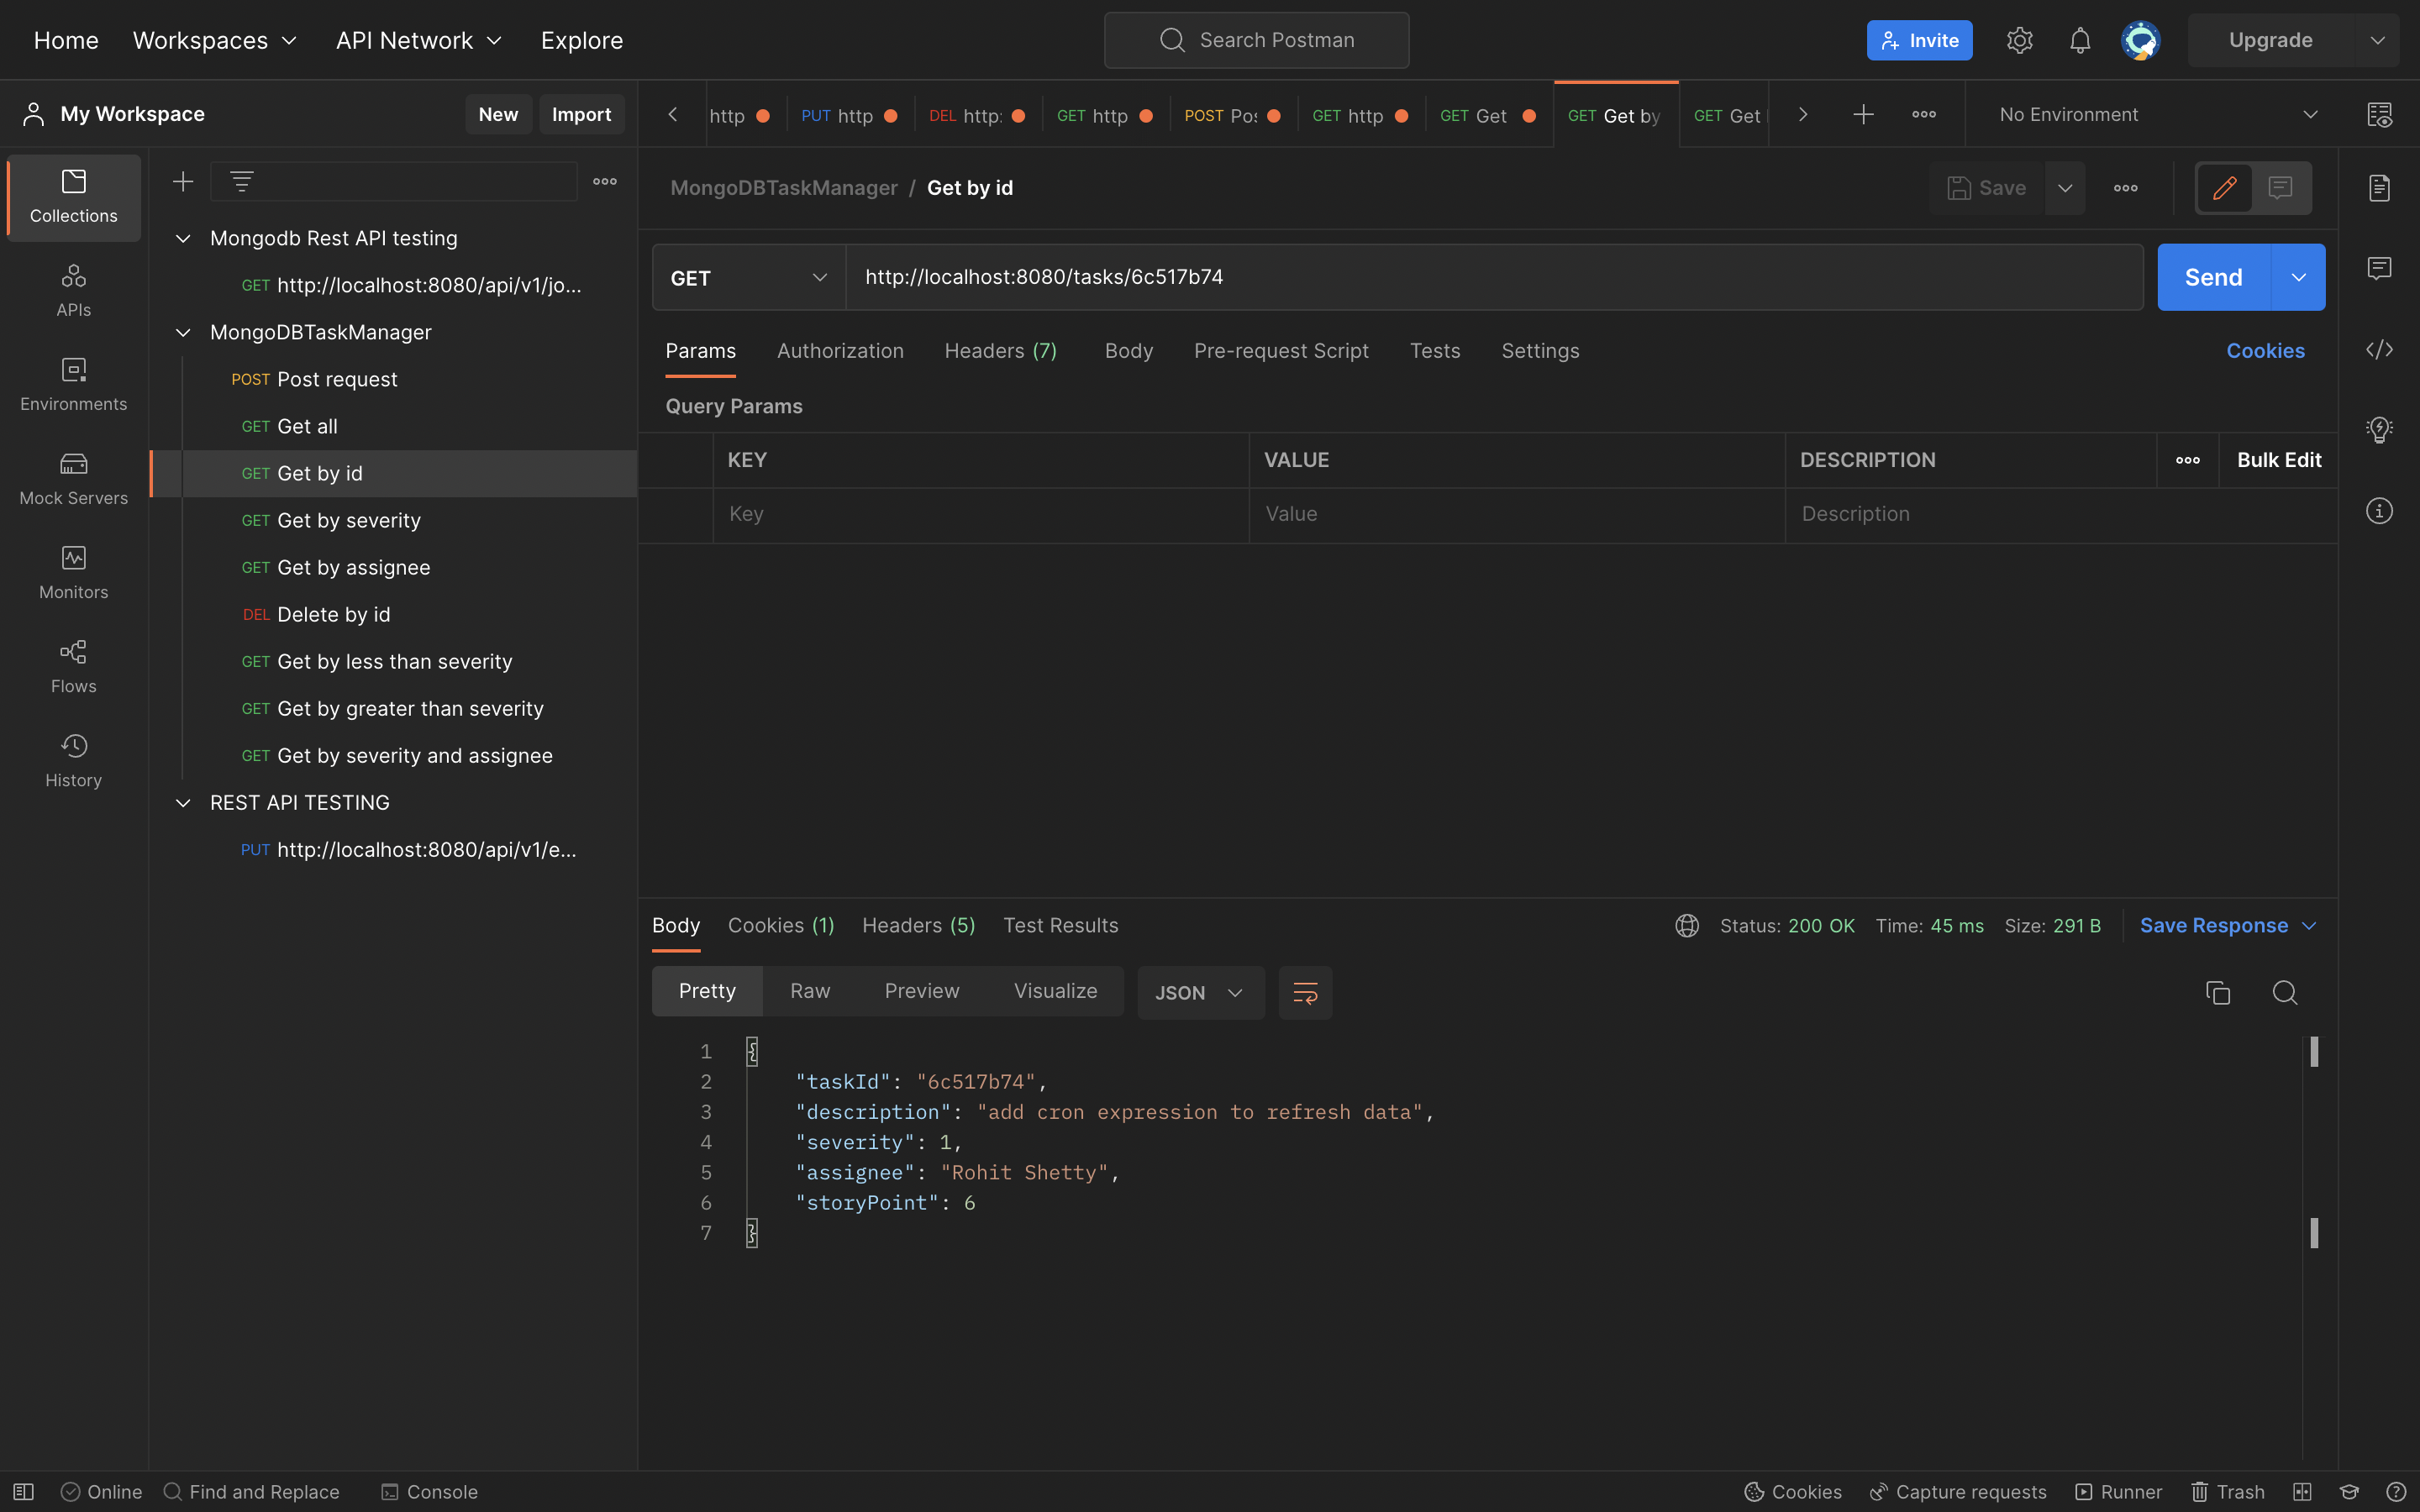 Home Workspaces API Network Explore Search Postman Invite Upgrade
My Workspace New Import
http PUT http DEL http: GET http POST Pos GET http GET Get GET Get by GET Get No Environment
Collections
APIs
Environments
Mock Servers
Monitors
Flows
History
Mongodb Rest API testing
GET http://localhost:8080/api/v1/jo...
MongoDBTaskManager
POST Post request
GET Get all
GET Get by id
GET Get by severity
GET Get by assignee
DEL Delete by id
GET Get by less than severity
GET Get by greater than severity
GET Get by severity and assignee
REST API TESTING
PUT http://localhost:8080/api/v1/e...
MongoDBTaskManager / Get by id Save
GET http://localhost:8080/tasks/6c517b74 Send
Params Authorization Headers (7) Body Pre-request Script Tests Settings Cookies
Query Params
KEY VALUE DESCRIPTION Bulk Edit
Key Value Description
Body Cookies (1) Headers (5) Test Results Status: 200 OK Time: 45 ms Size: 291 B Save Response
Pretty Raw Preview Visualize JSON
1 {
2 "taskId": "6c517b74",
3 "description": "add cron expression to refresh data",
4 "severity": 1,
5 "assignee": "Rohit Shetty",
6 "storyPoint": 6
7 }
Online Find and Replace Console Cookies Capture requests Runner Trash